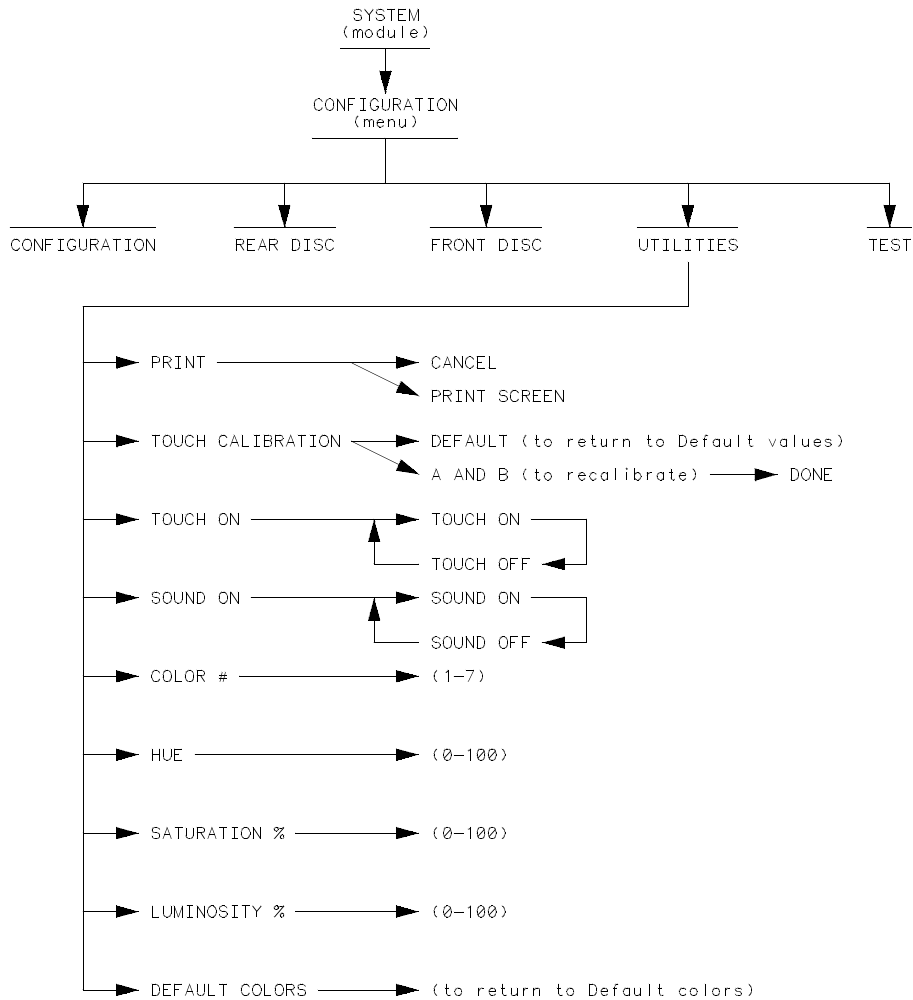 SYSTEM
(module)
CONFIGURATION
(menu)
CONFIGURATION REAR DISC FRONT DISC UTILITIES TEST
PRINT CANCEL
PRINT SCREEN
TOUCH CALIBRATION DEFAULT (to return to Default values)
A AND B (to recalibrate) DONE
TOUCH ON TOUCH ON
TOUCH OFF
SOUND ON SOUND ON
SOUND OFF
COLOR # (1-7)
HUE (0-100)
SATURATION % (0-100)
LUMINOSITY % (0-100)
DEFAULT COLORS (to return to Default colors)